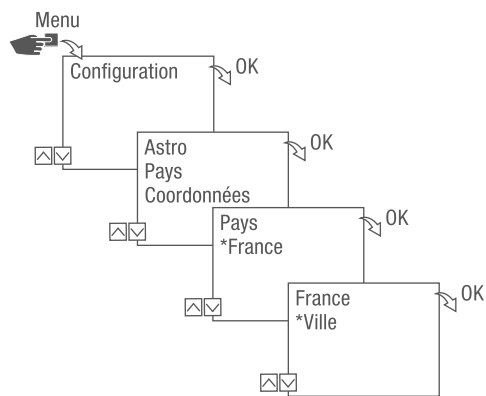 Menu
Configuration
OK
Astro
Pays
Coordonnées
OK
Pays
*France
OK
France
*Ville
OK